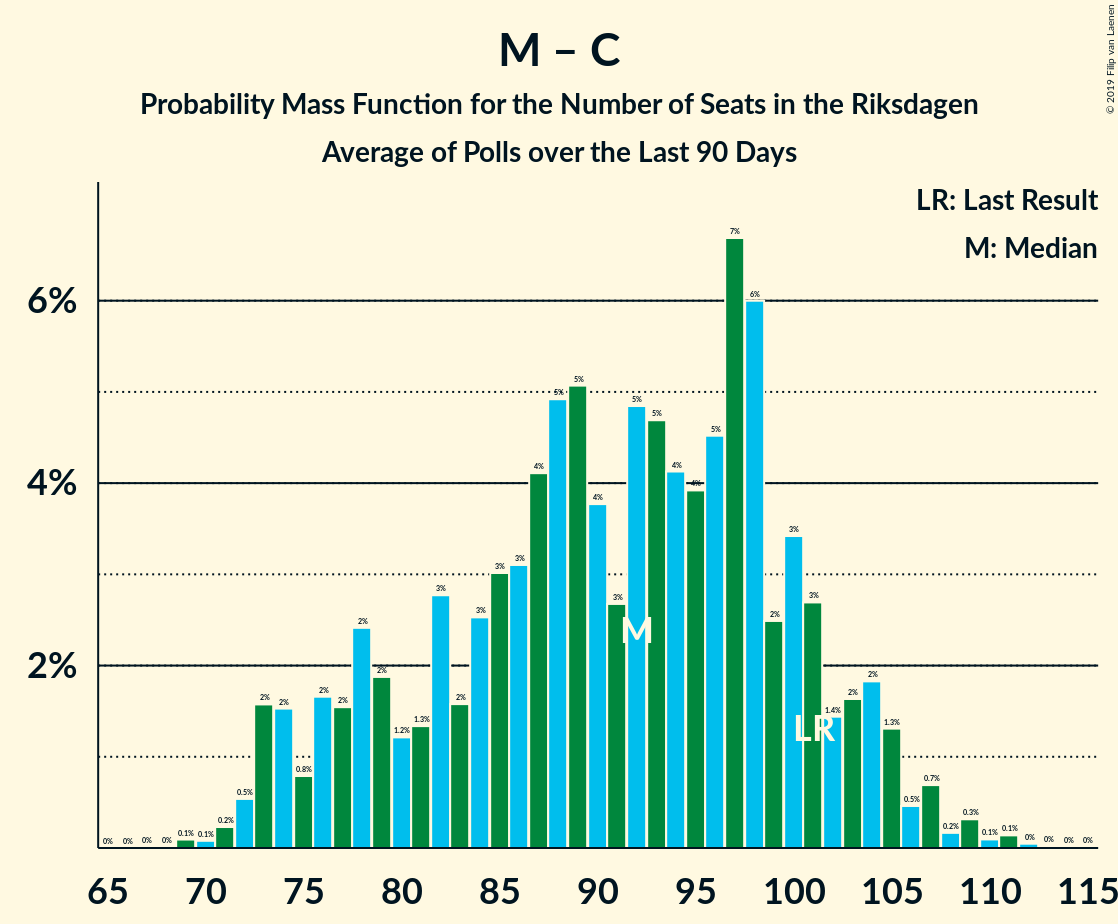 M – C
Probability Mass Function for the Number of Seats in the Riksdagen
Average of Polls over the Last 90 Days
© 2019 Filip van Laenen
LR: Last Result
M: Median
6%
4%
2%
0% 0% 0% 0% 0.1% 0.1% 0.2% 0.5% 2% 2% 0.8% 2% 2% 2% 2% 1.2% 1.3% 3% 2% 3% 3% 3% 4% 5% 5% 4% 3% 5% 5% 4% 4% 5% 7% 6% 2% 3% 3% 1.4% 2% 2% 1.3% 0.5% 0.7% 0.2% 0.3% 0.1% 0.1% 0% 0% 0% 0%
M
LR
65 70 75 80 85 90 95 100 105 110 115